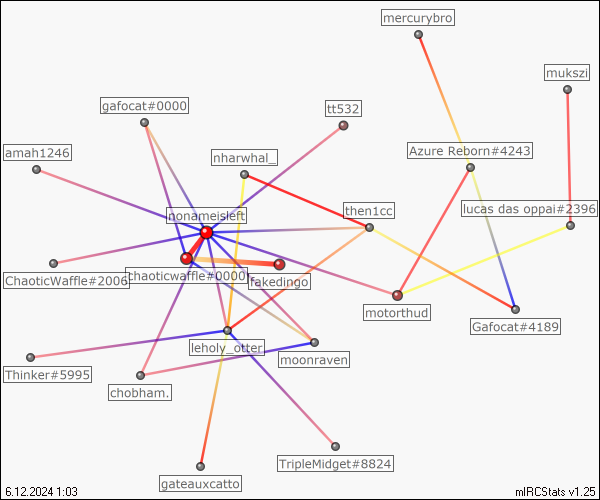 mercurybro
mukszi
gafocat#0000
tt532
amah1246
nharwhal_
Azure Reborn#4243
nonameisleft
then1cc
lucas das oppai#2396
ChaoticWaffle#2006
chaoticwaffle#0000
fakedingo
motorthud
Gafocat#4189
leholy_otter
moonraven
Thinker#5995
chobham.
TripleMidget#8824
gateauxcatto
6.12.2024 1:03
mIRCStats v1.25